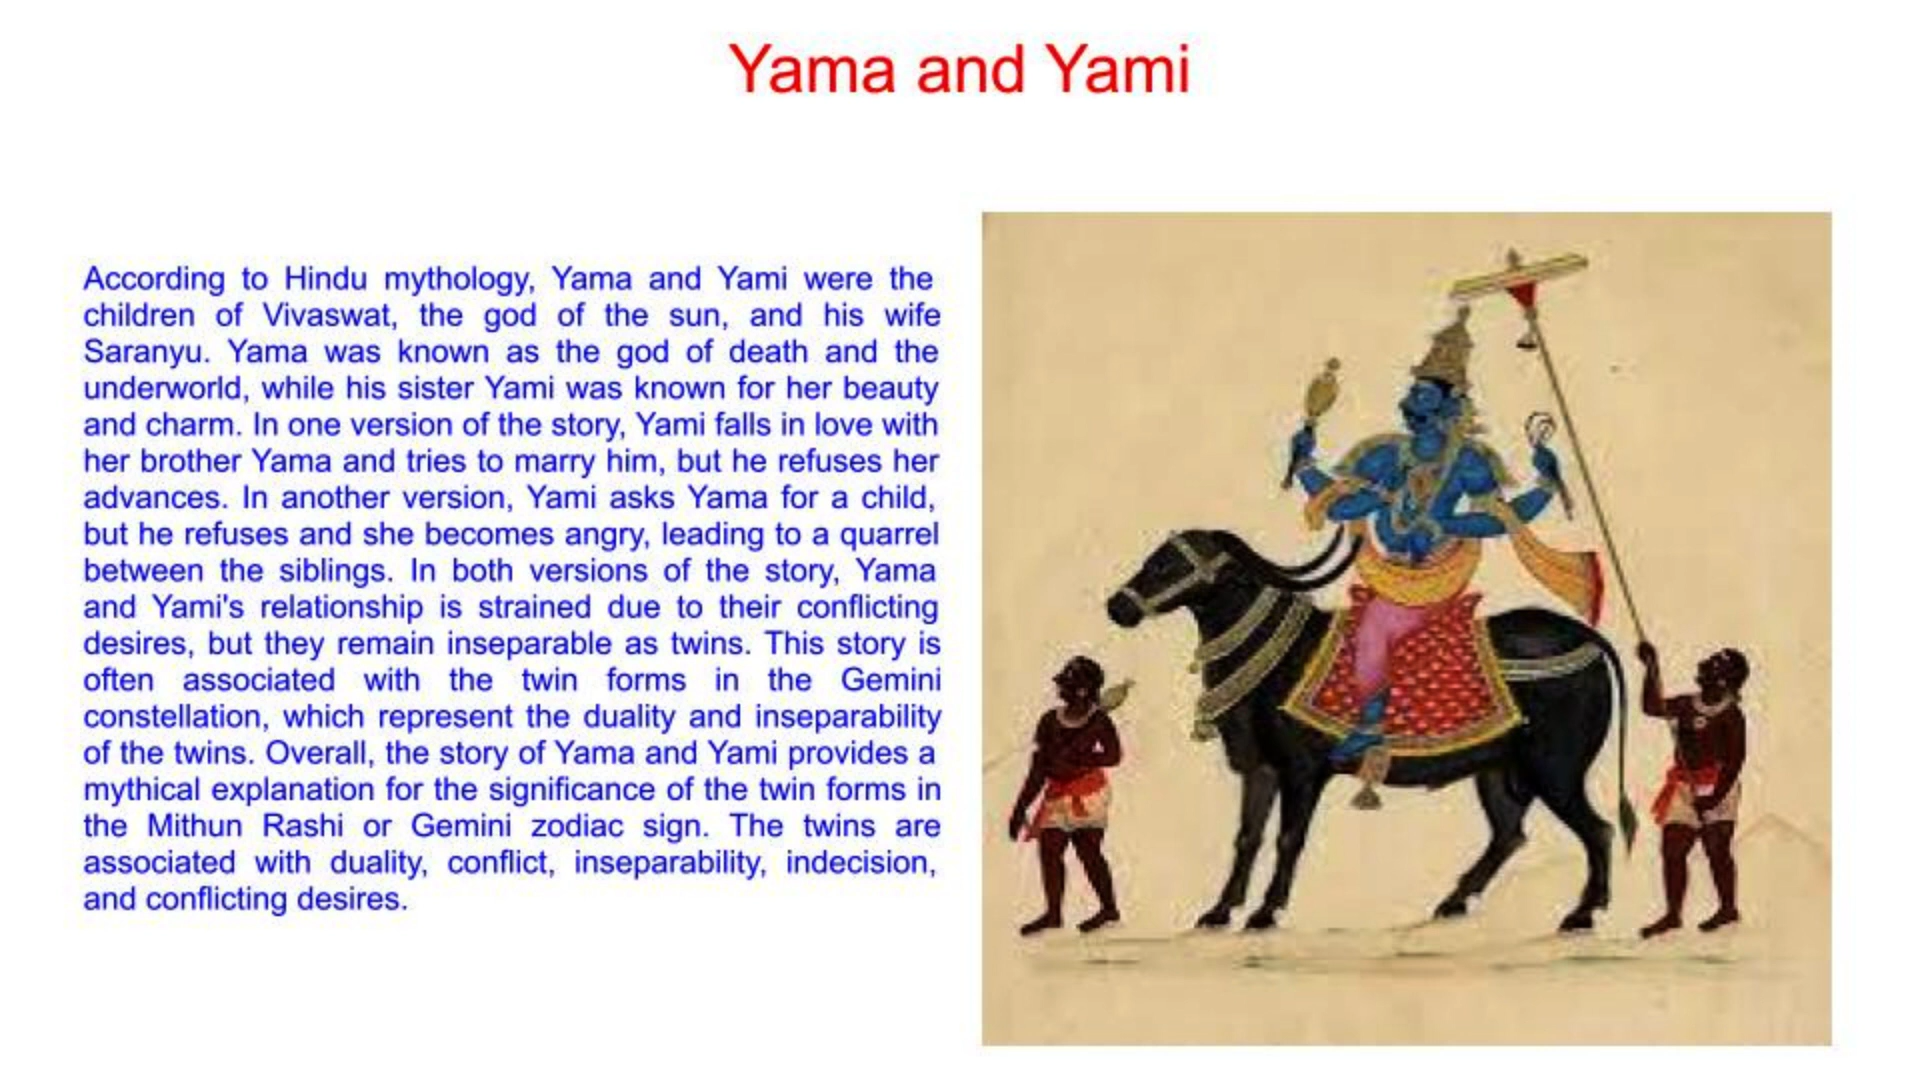 Yama and Yami
According to Hindu mythology, Yama and Yami were the
children of Vivaswat, the god of the sun, and his wife
Saranyu. Yama was known as the god of death and the
underworld, while his sister Yami was known for her beauty
and charm. In one version of the story, Yami falls in love with
her brother Yama and tries to marry him, but he refuses her
advances. In another version, Yami asks Yama for a child,
but he refuses and she becomes angry, leading to a quarrel
between the siblings. In both versions of the story, Yama
and Yami's relationship is strained due to their conflicting
desires, but they remain inseparable as twins. This story is
often associated with the twin forms in the Gemini
constellation, which represent the duality and inseparability
of the twins. Overall, the story of Yama and Yami provides a
mythical explanation for the significance of the twin forms in
the Mithun Rashi or Gemini zodiac sign. The twins are
associated with duality, conflict, inseparability, indecision,
and conflicting desires.